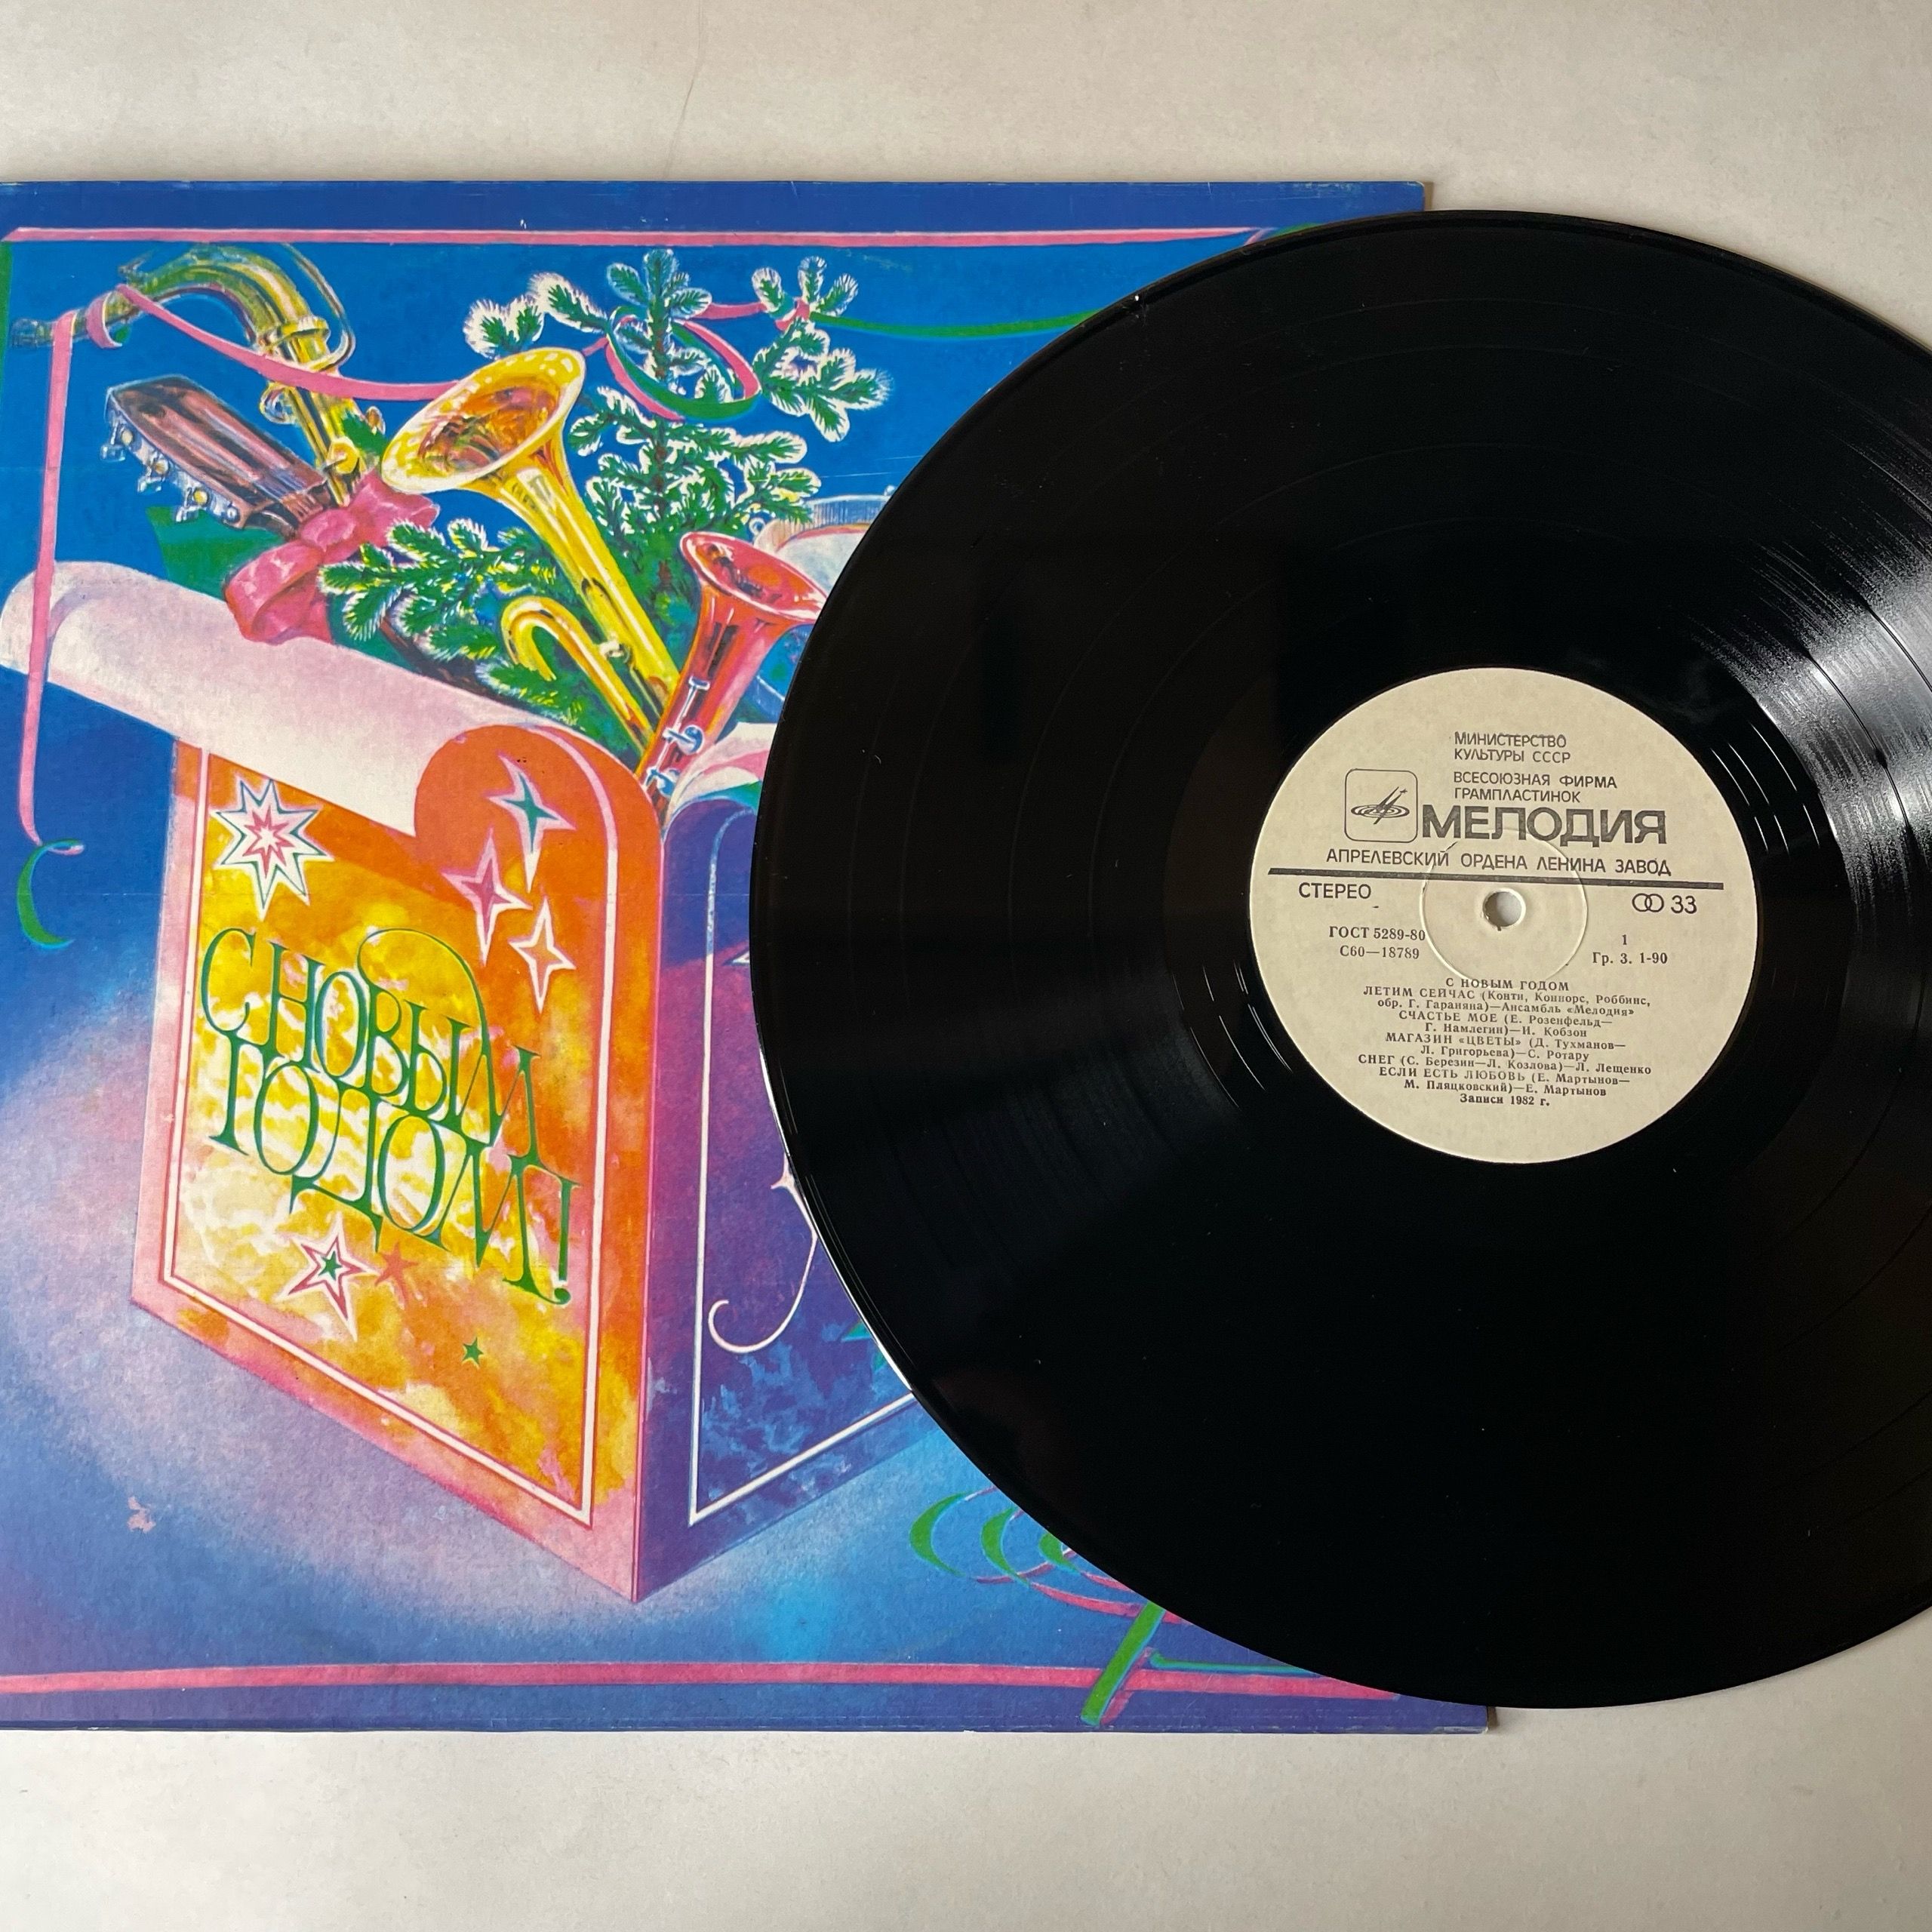 С НОВЫМ
ГОДОМ!
МИНИСТЕРСТВО
КУЛЬТУРЫ СССР
ВСЕСОЮЗНАЯ ФИРМА
ГРАМПЛАСТИНОК
МЕЛОДИЯ
АПРЕЛЕВСКИЙ ОРДЕНА ЛЕНИНА ЗАВОД
СТЕРЕО
33
ГОСТ 5289-80
С60—18789
1
Гр. 3. 1-90
С НОВЫМ ГОДОМ
ЛЕТИМ СЕЙЧАС (Конти, Коннорс, Роббинс,
обр. Г. Гараняна)—Ансамбль «Мелодия»
СЧАСТЬЕ МОЕ (Е. Розенфельд—
Г. Намлегин)—И. Кобзон
МАГАЗИН «ЦВЕТЫ» (Д. Тухманов—
Л. Григорьева)—С. Ротару
СНЕГ (С. Березин—Л. Козлова)—Л. Лещенко
ЕСЛИ ЕСТЬ ЛЮБОВЬ (Е. Мартынов—
М. Пляцковский)—Е. Мартынов
Записи 1982 г.